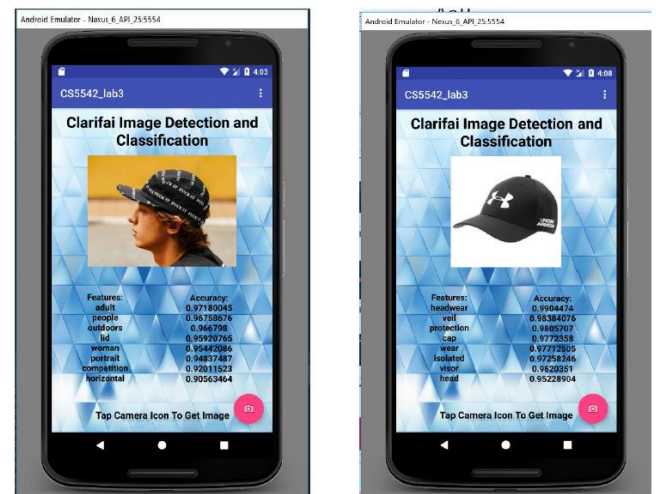 Android Emulator - Nexus_6_API_25:5554
4:03
CS5542_lab3
Clarifai Image Detection and
Classification
Features: Accuracy:
adult 0.97180045
people 0.96758676
outdoors 0.966798
lid 0.95920765
woman 0.95442086
portrait 0.94837487
competition 0.92011523
horizontal 0.90563464
Tap Camera Icon To Get Image
Android Emulator - Nexus_6_API_25:5554
4:08
CS5542_lab3
Clarifai Image Detection and
Classification
UNDER
ARMOUR
Features: Accuracy:
headwear 0.9904474
veil 0.98384076
protection 0.9805707
cap 0.9772358
wear 0.97712505
isolated 0.97258246
visor 0.9620351
head 0.95228904
Tap Camera Icon To Get Image